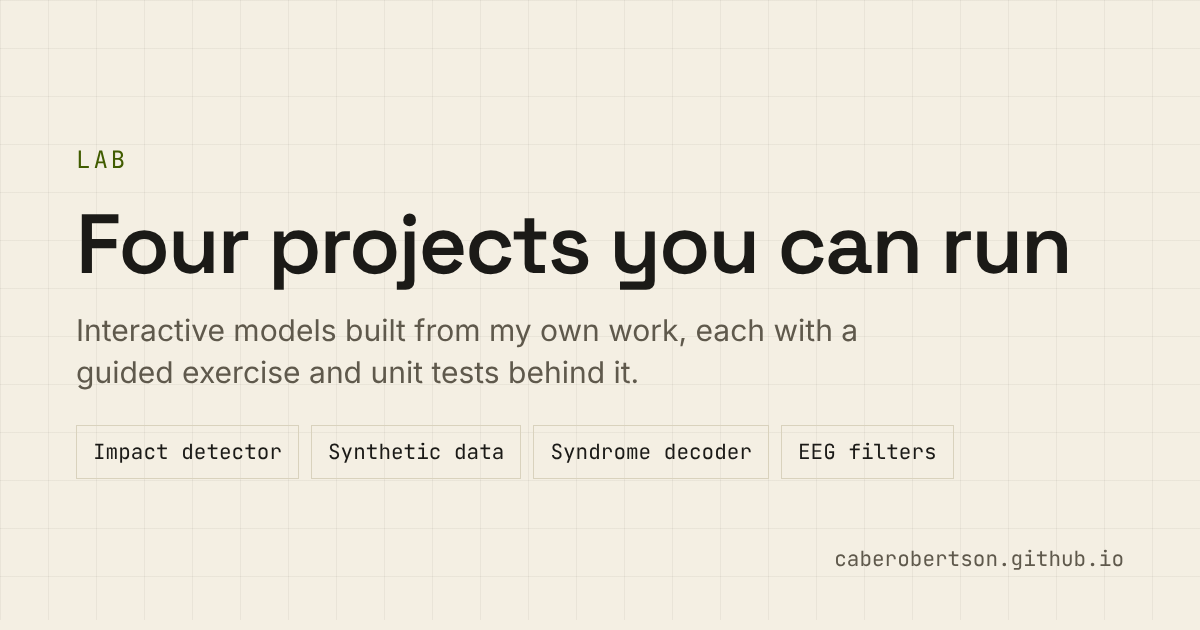 LAB
Four projects you can run
Interactive models built from my own work, each with a
guided exercise and unit tests behind it.
Impact detector Synthetic data Syndrome decoder EEG filters
caberobertson.github.io